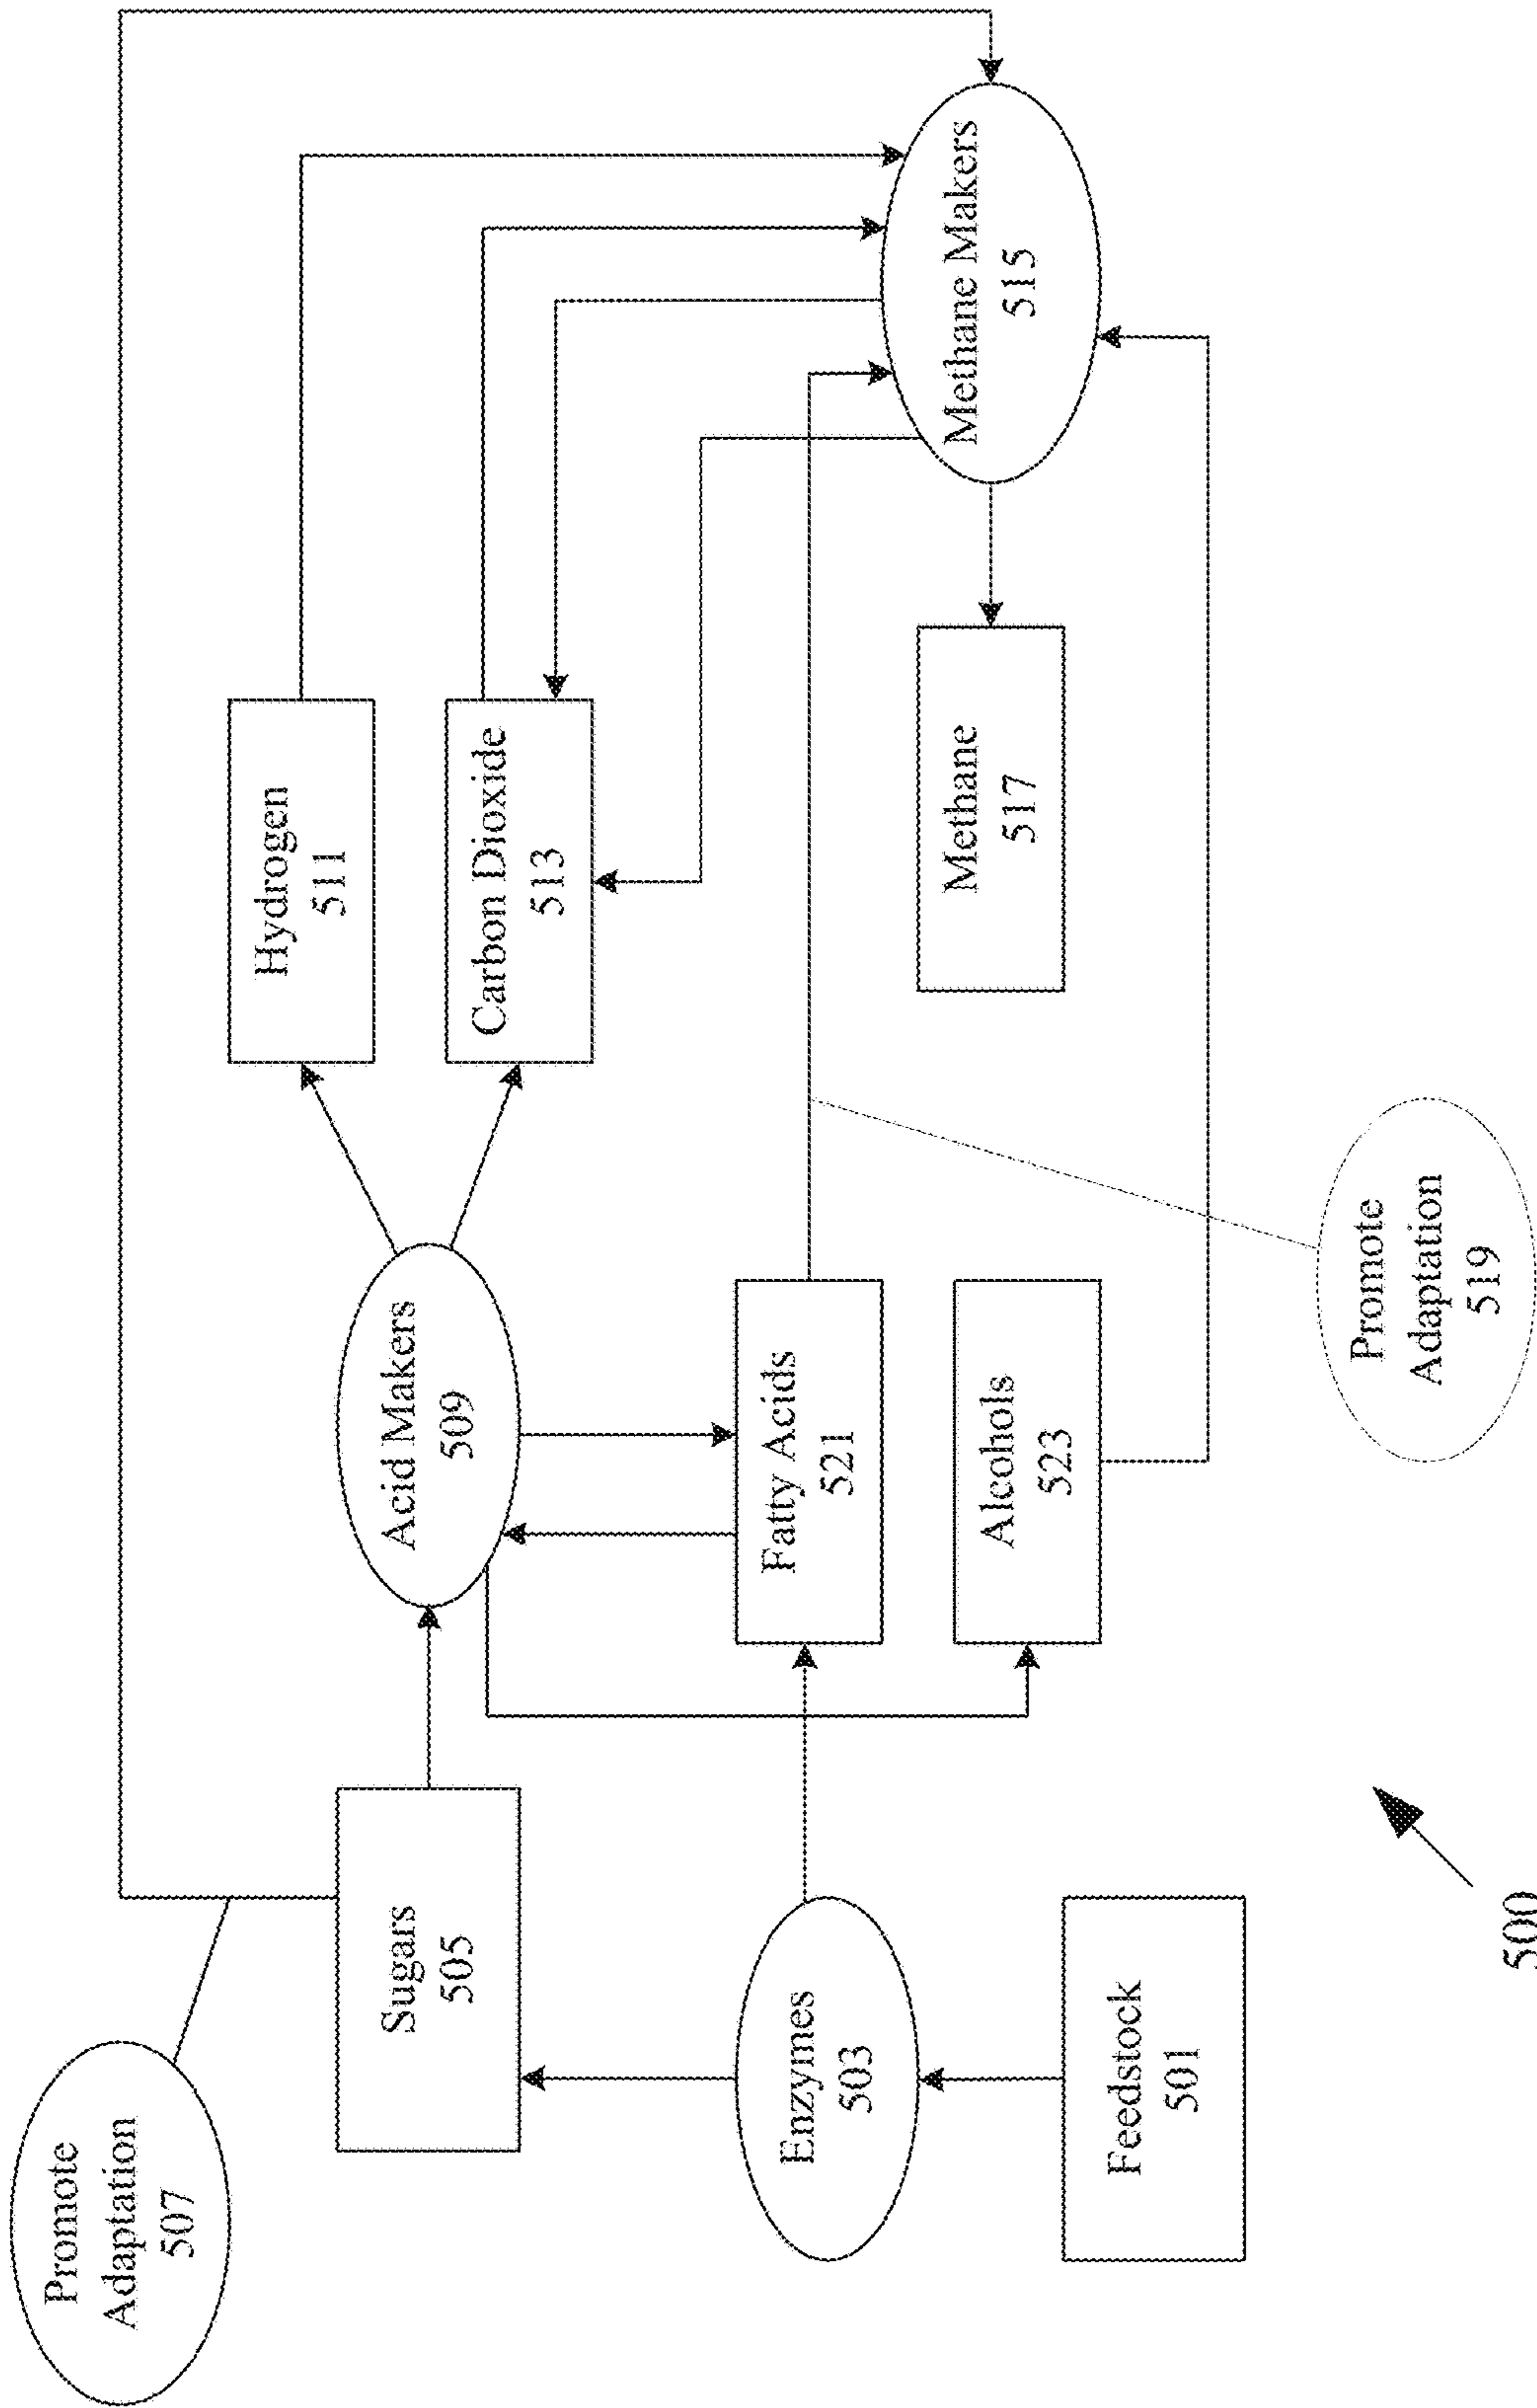 Promote
Adaptation
507
Sugars
505
Enzymes
503
Feedstock
501
Acid Makers
509
Fatty Acids
521
Alcohols
523
Hydrogen
511
Carbon Dioxide
513
Methane
517
Methane Makers
515
Promote
Adaptation
519
500